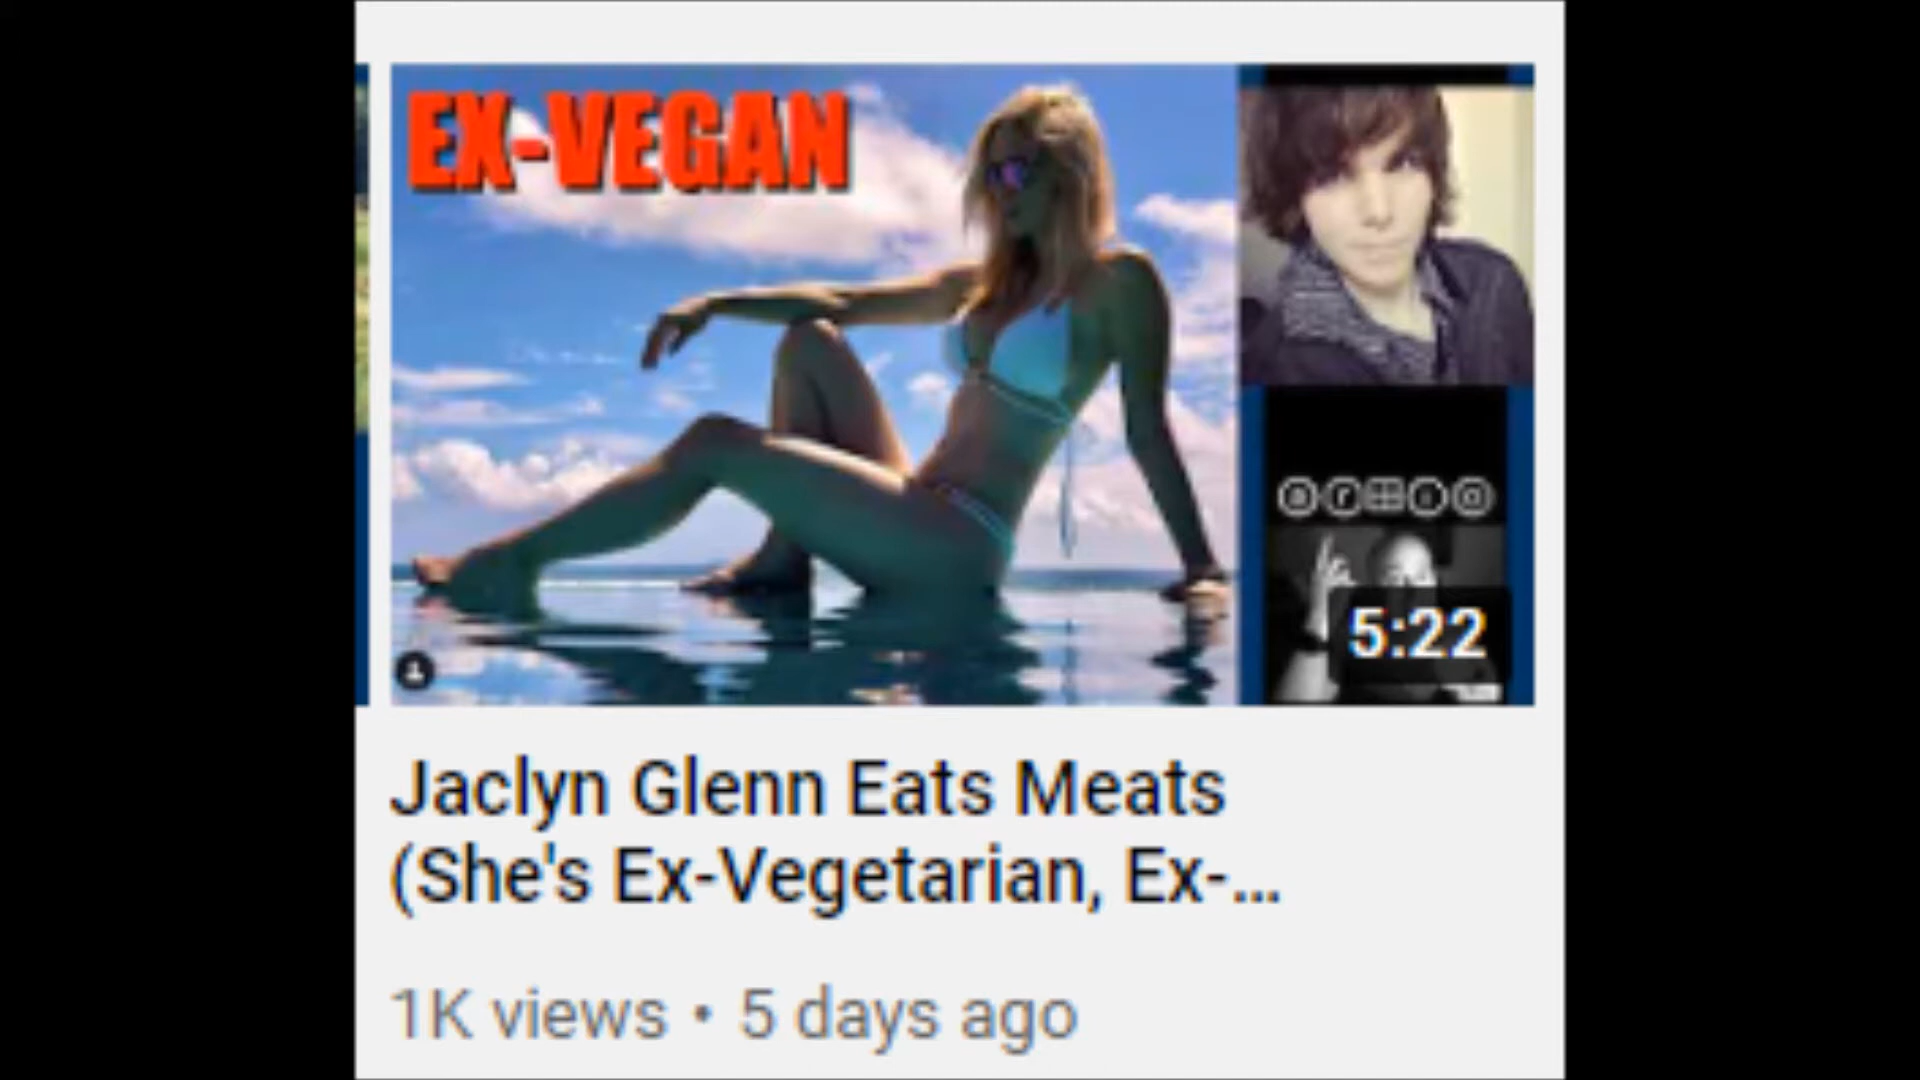 EX-VEGAN
5:22
Jaclyn Glenn Eats Meats
(She's Ex-Vegetarian, Ex-...
1K views • 5 days ago